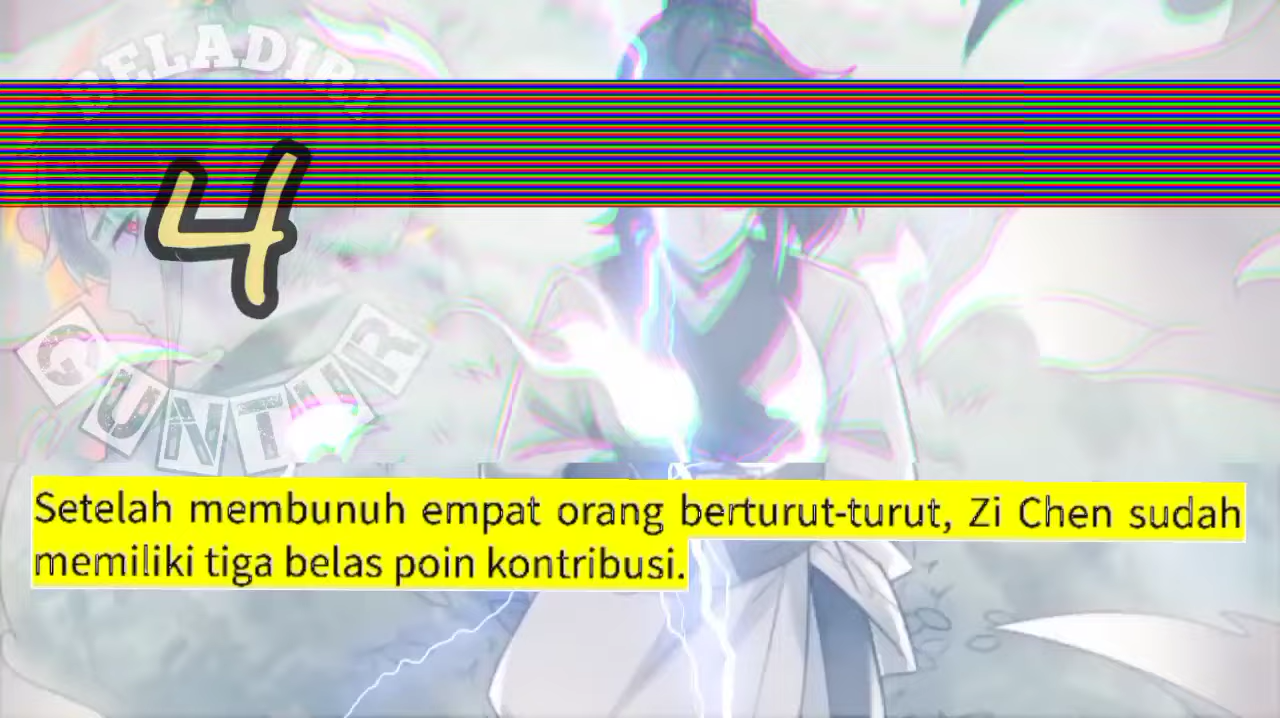 BELADIRI
4
GUNTUR
Setelah membunuh empat orang berturut-turut, Zi Chen sudah
memiliki tiga belas poin kontribusi.